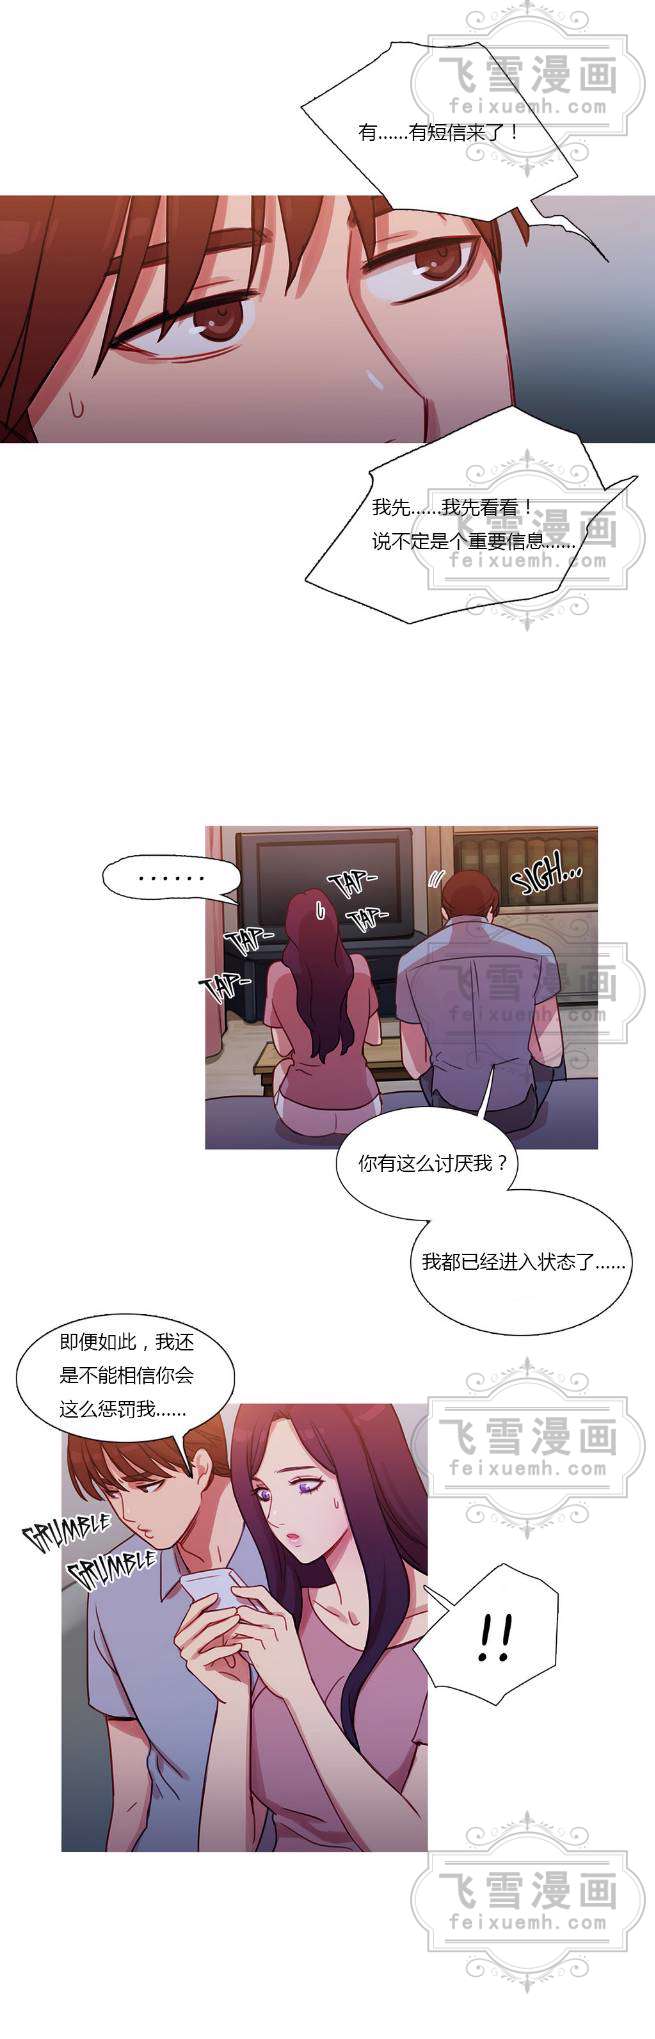 飞雪漫画
feixuemh.com
有……有短信来了！
飞雪漫画
feixuemh.com
我先……我先看看！
说不定是个重要信息……
······
TAP-
TAP-
TAP-
TAP-
SIGH...
飞雪漫画
feixuemh.com
你有这么讨厌我？
我都已经进入状态了……
即便如此，我还
是不能相信你会
这么惩罚我……
飞雪漫画
feixuemh.com
GRUMBLE
GRUMBLE
!!
飞雪漫画
feixuemh.com